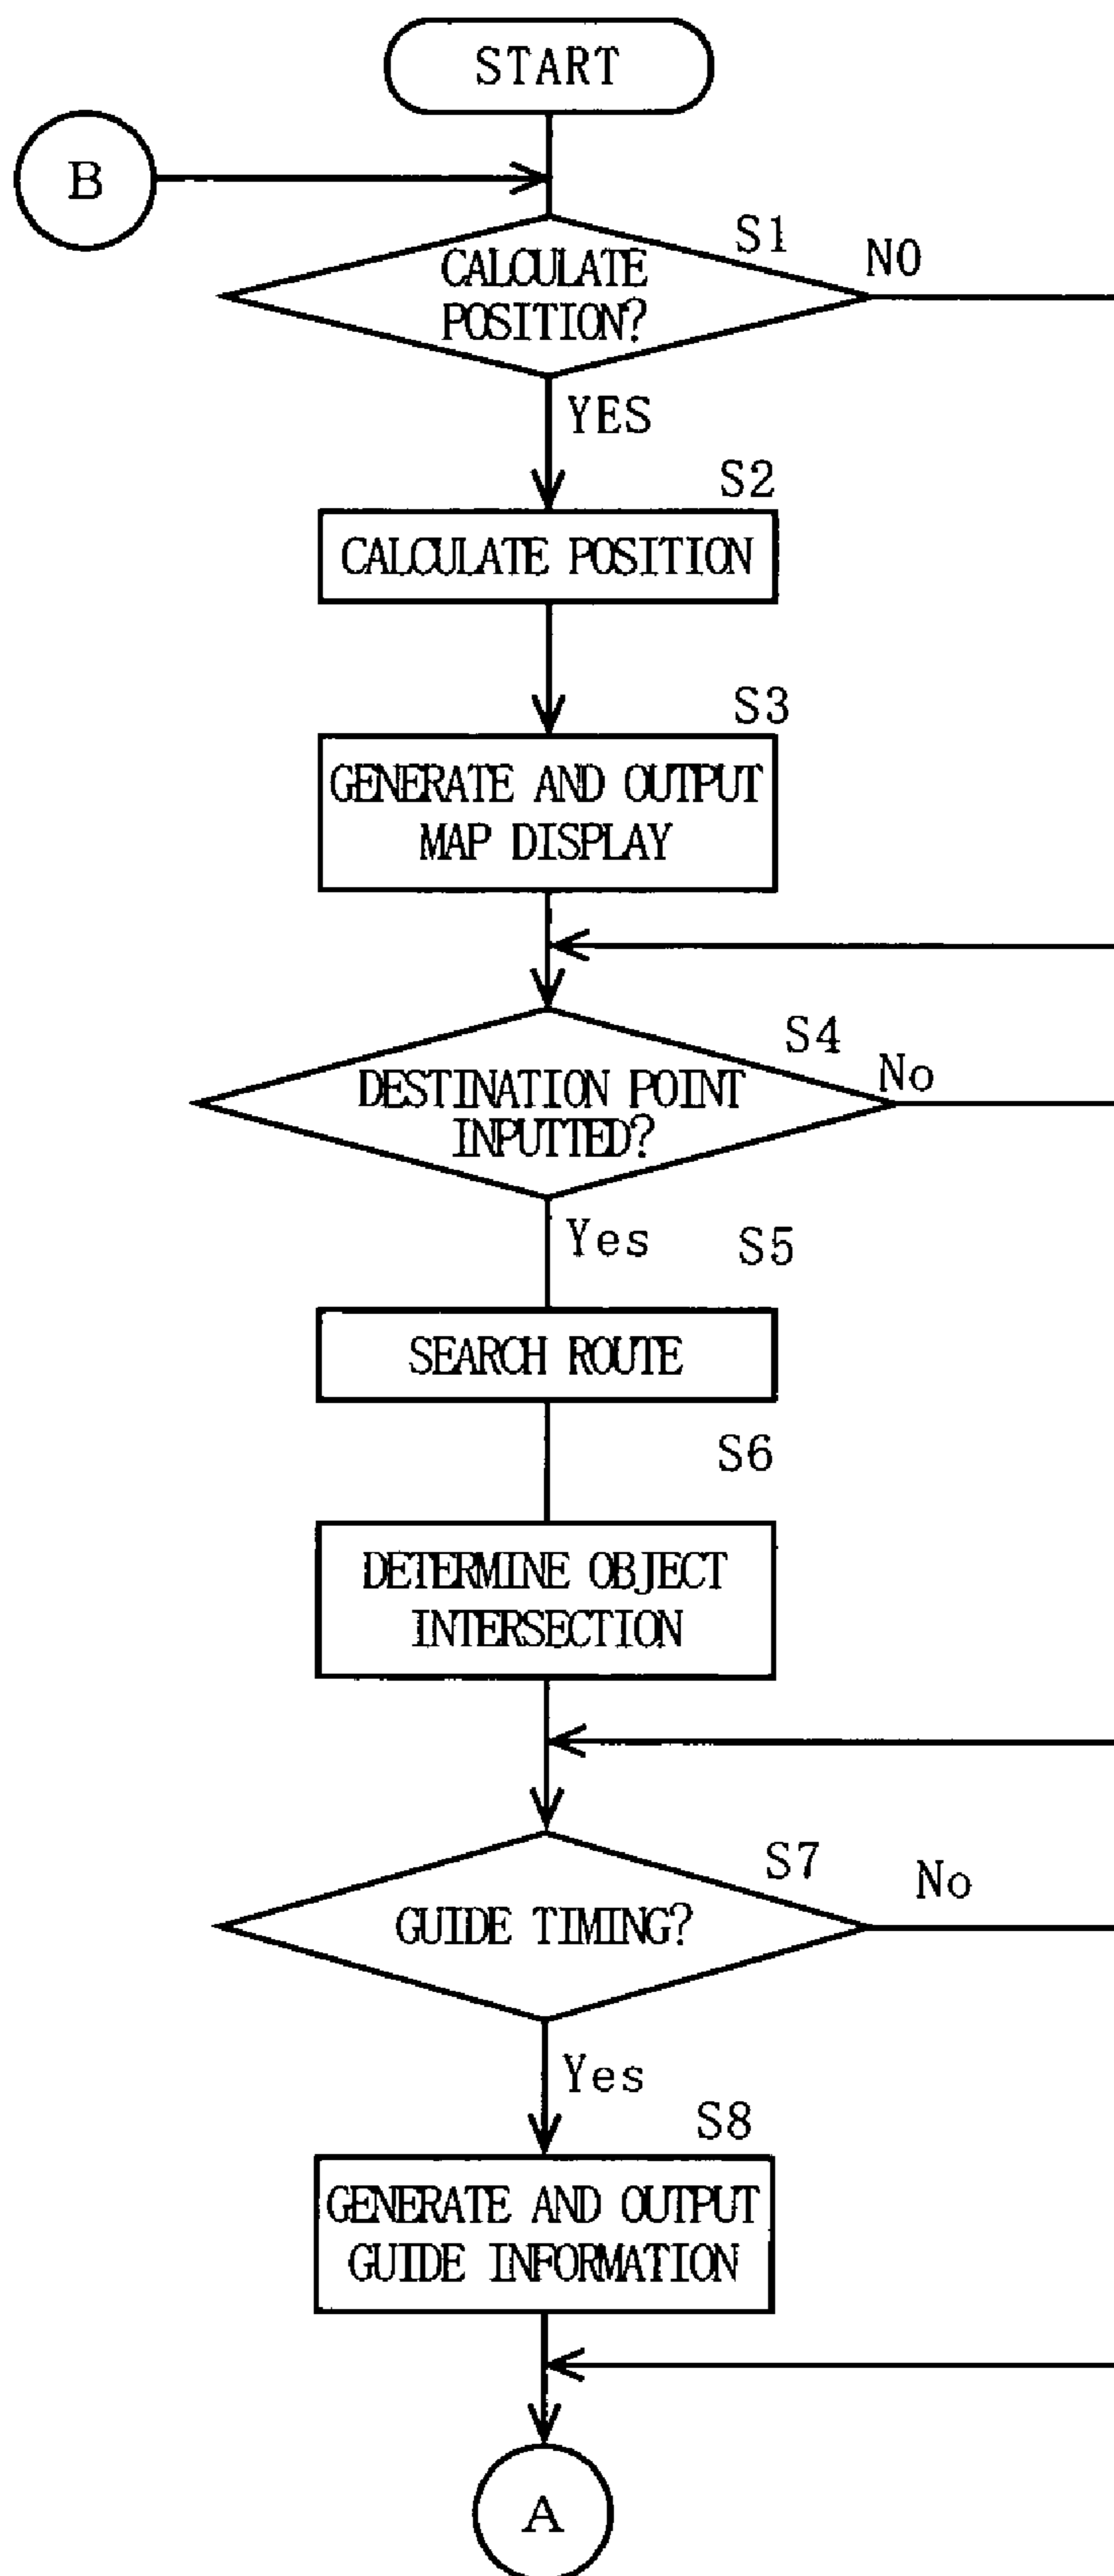 START
B
S1
NO
CALCULATE
POSITION?
YES
S2
CALCULATE POSITION
S3
GENERATE AND OUTPUT
MAP DISPLAY
S4
No
DESTINATION POINT
INPUTTED?
Yes
S5
SEARCH ROUTE
S6
DETERMINE OBJECT
INTERSECTION
S7
No
GUIDE TIMING?
Yes
S8
GENERATE AND OUTPUT
GUIDE INFORMATION
A